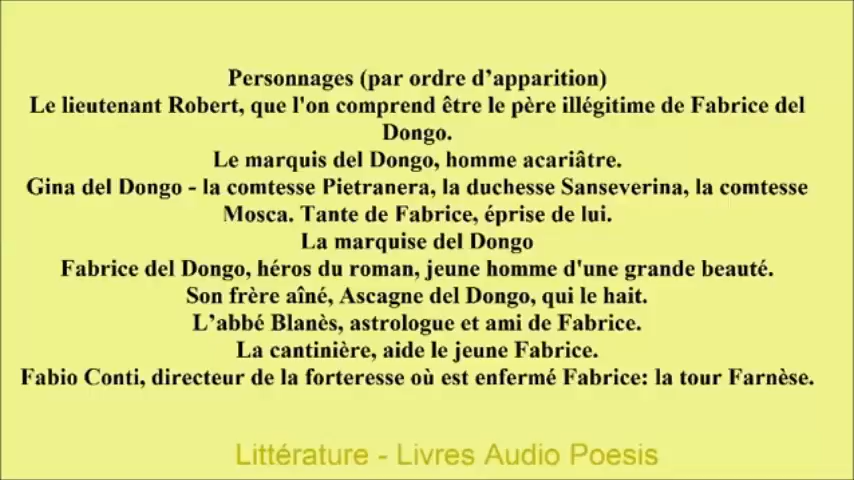 Personnages (par ordre d’apparition)
Le lieutenant Robert, que l'on comprend être le père illégitime de Fabrice del
Dongo.
Le marquis del Dongo, homme acariâtre.
Gina del Dongo - la comtesse Pietranera, la duchesse Sanseverina, la comtesse
Mosca. Tante de Fabrice, éprise de lui.
La marquise del Dongo
Fabrice del Dongo, héros du roman, jeune homme d'une grande beauté.
Son frère aîné, Ascagne del Dongo, qui le hait.
L’abbé Blanès, astrologue et ami de Fabrice.
La cantinière, aide le jeune Fabrice.
Fabio Conti, directeur de la forteresse où est enfermé Fabrice: la tour Farnèse.
Littérature - Livres Audio Poesis